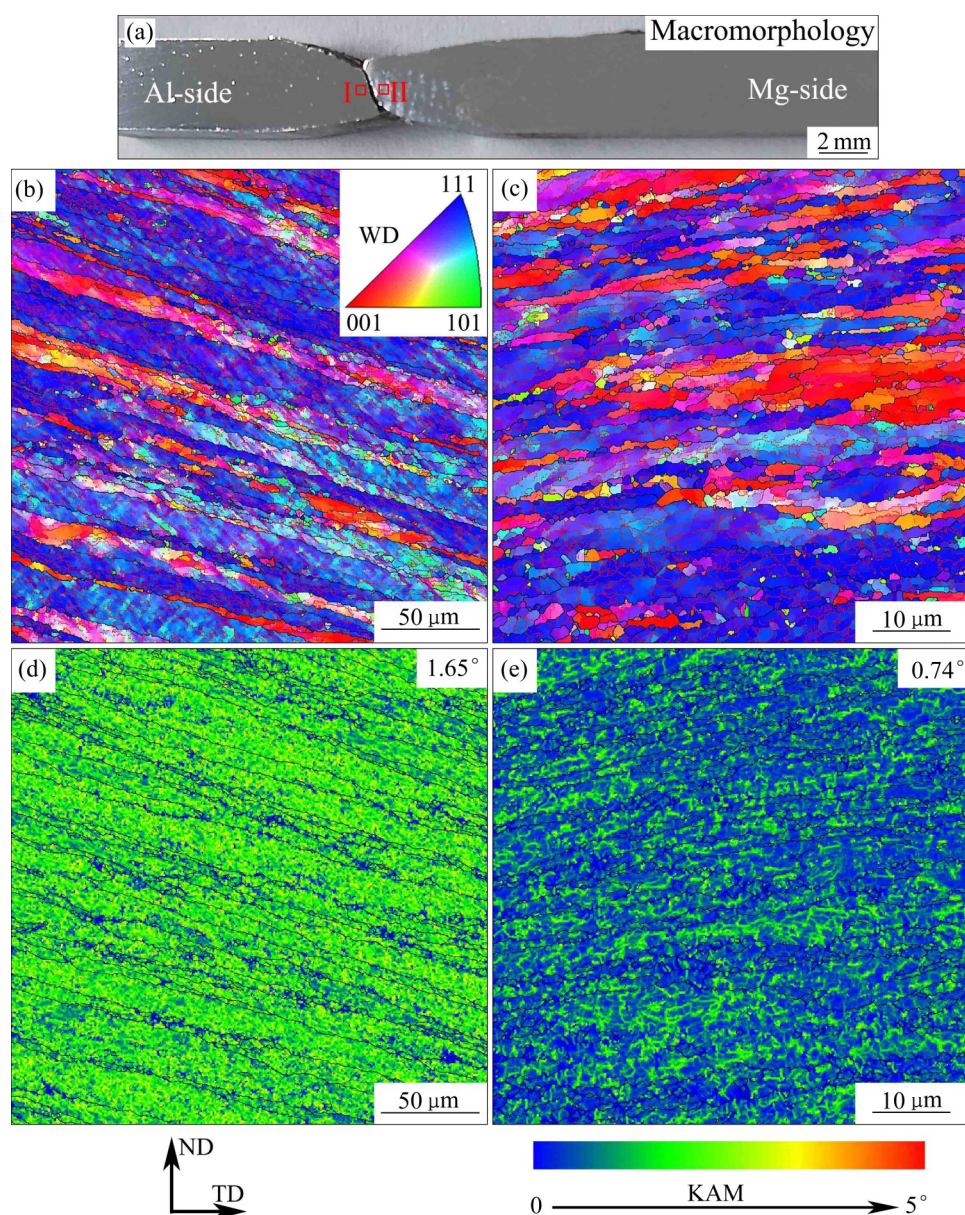 (a)
Macromorphology
Al-side
I
II
Mg-side
2 mm
(b)
111
WD
001
101
50 μm
(c)
10 μm
(d)
1.65°
50 μm
(e)
0.74°
10 μm
ND
TD
0
KAM
5°